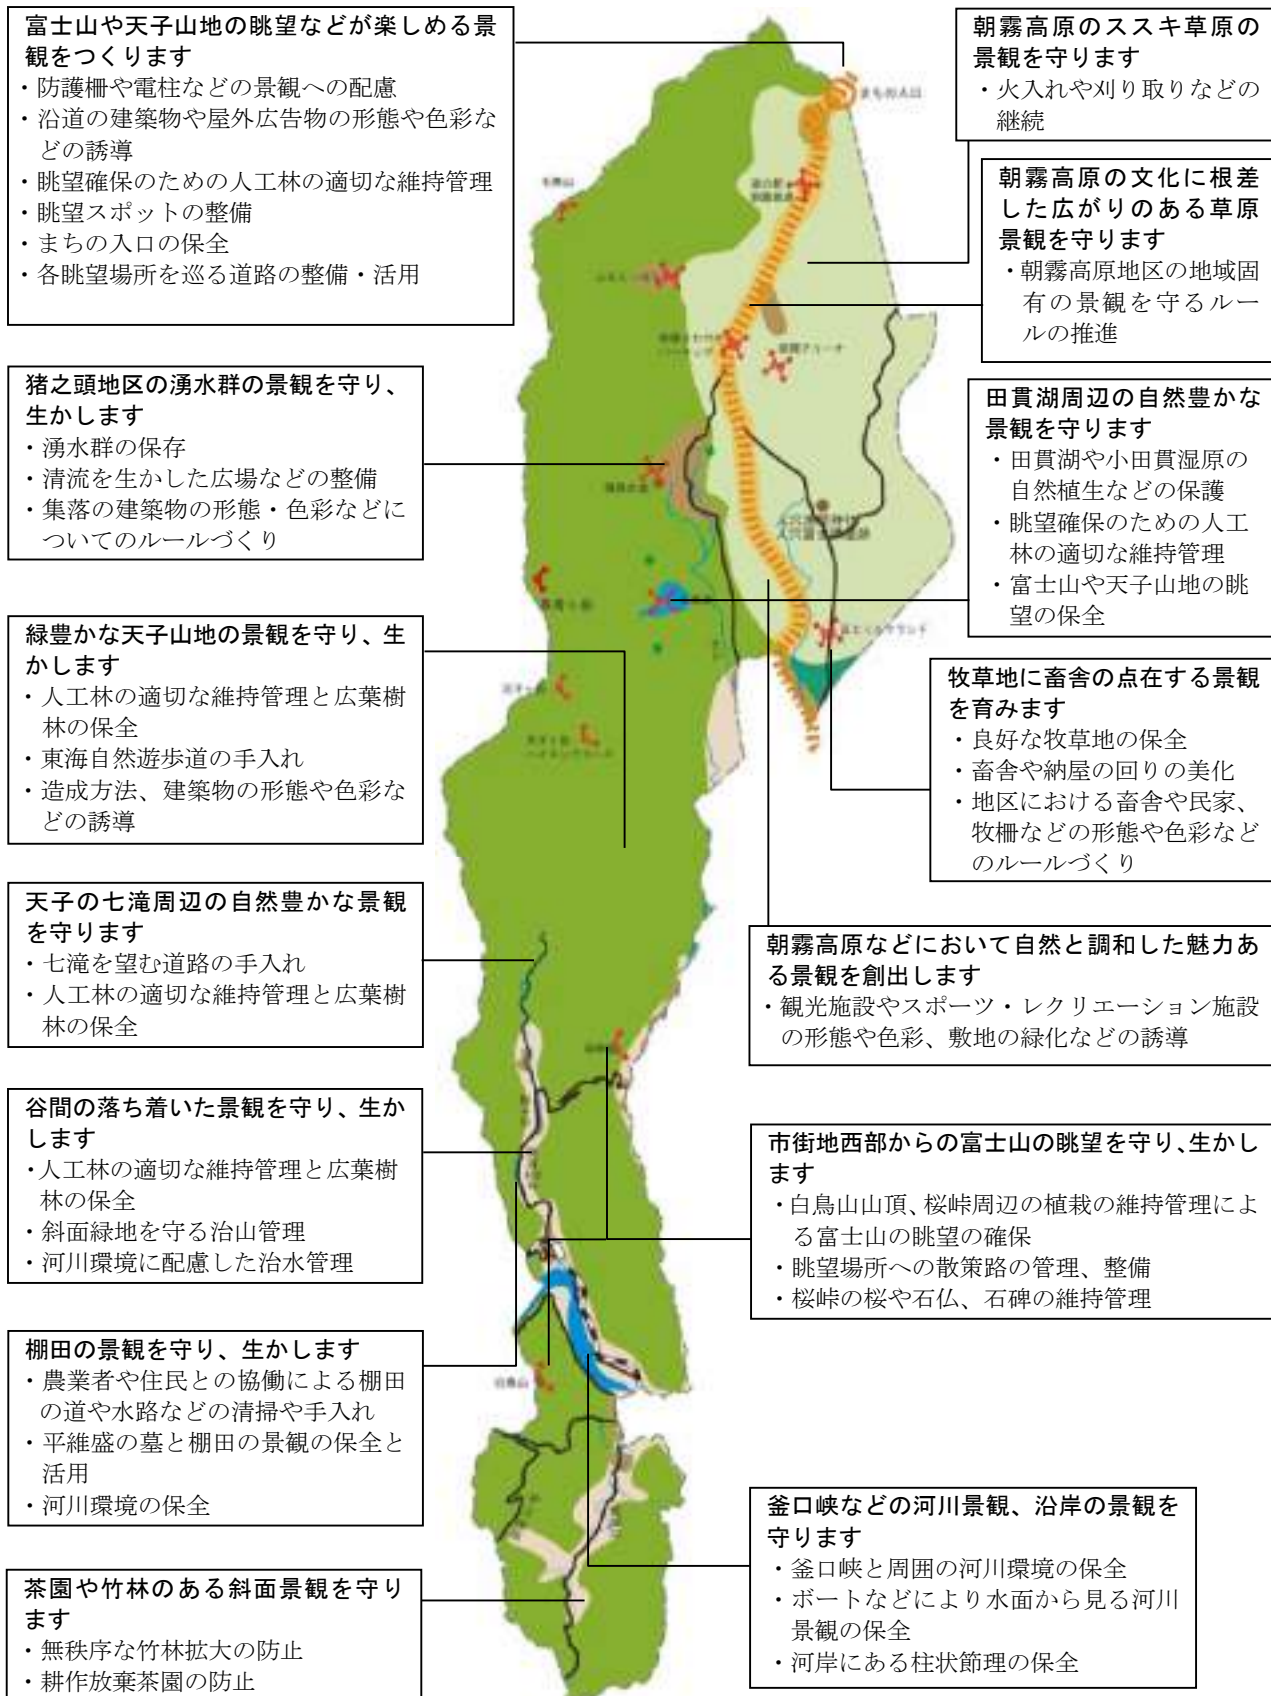 富士山や天子山地の眺望などが楽しめる景
観をつくります
・防護柵や電柱などの景観への配慮
・沿道の建築物や屋外広告物の形態や色彩な
どの誘導
・眺望確保のための人工林の適切な維持管理
・眺望スポットの整備
・まちの入口の保全
・各眺望場所を巡る道路の整備・活用
猪之頭地区の湧水群の景観を守り、
生かします
・湧水群の保存
・清流を生かした広場などの整備
・集落の建築物の形態・色彩などに
ついてのルールづくり
緑豊かな天子山地の景観を守り、生
かします
・人工林の適切な維持管理と広葉樹
林の保全
・東海自然遊歩道の手入れ
・造成方法、建築物の形態や色彩な
どの誘導
天子の七滝周辺の自然豊かな景観
を守ります
・七滝を望む道路の手入れ
・人工林の適切な維持管理と広葉樹
林の保全
谷間の落ち着いた景観を守り、生か
します
・人工林の適切な維持管理と広葉樹
林の保全
・斜面緑地を守る治山管理
・河川環境に配慮した治水管理
棚田の景観を守り、生かします
・農業者や住民との協働による棚田
の道や水路などの清掃や手入れ
・平維盛の墓と棚田の景観の保全と
活用
・河川環境の保全
茶園や竹林のある斜面景観を守り
ます
・無秩序な竹林拡大の防止
・耕作放棄茶園の防止
まちの入口
朝霧高原のススキ草原の
景観を守ります
・火入れや刈り取りなどの
継続
朝霧高原の文化に根差
した広がりのある草原
景観を守ります
・朝霧高原地区の地域固
有の景観を守るルー
ルの推進
田貫湖周辺の自然豊かな
景観を守ります
・田貫湖や小田貫湿原の
自然植生などの保護
・眺望確保のための人工
林の適切な維持管理
・富士山や天子山地の眺
望の保全
牧草地に畜舎の点在する景観
を育みます
・良好な牧草地の保全
・畜舎や納屋の回りの美化
・地区における畜舎や民家、
牧柵などの形態や色彩など
のルールづくり
朝霧高原などにおいて自然と調和した魅力あ
る景観を創出します
・観光施設やスポーツ・レクリエーション施設
の形態や色彩、敷地の緑化などの誘導
市街地西部からの富士山の眺望を守り、生かし
ます
・白鳥山山頂、桜峠周辺の植栽の維持管理によ
る富士山の眺望の確保
・眺望場所への散策路の管理、整備
・桜峠の桜や石仏、石碑の維持管理
釜口峡などの河川景観、沿岸の景観を
守ります
・釜口峡と周囲の河川環境の保全
・ボートなどにより水面から見る河川
景観の保全
・河岸にある柱状節理の保全